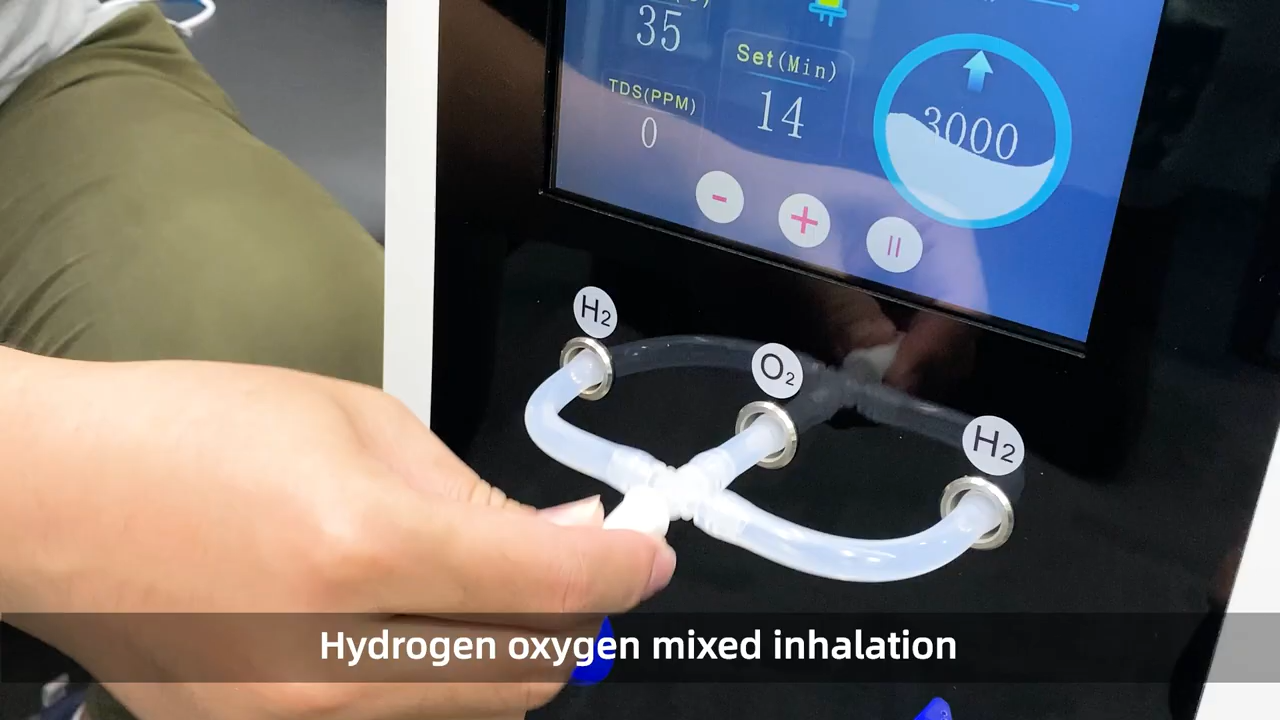 35
Set(Min)
TDS(PPM)
14
3000
0
-
+
H2
O2
H2
Hydrogen oxygen mixed inhalation